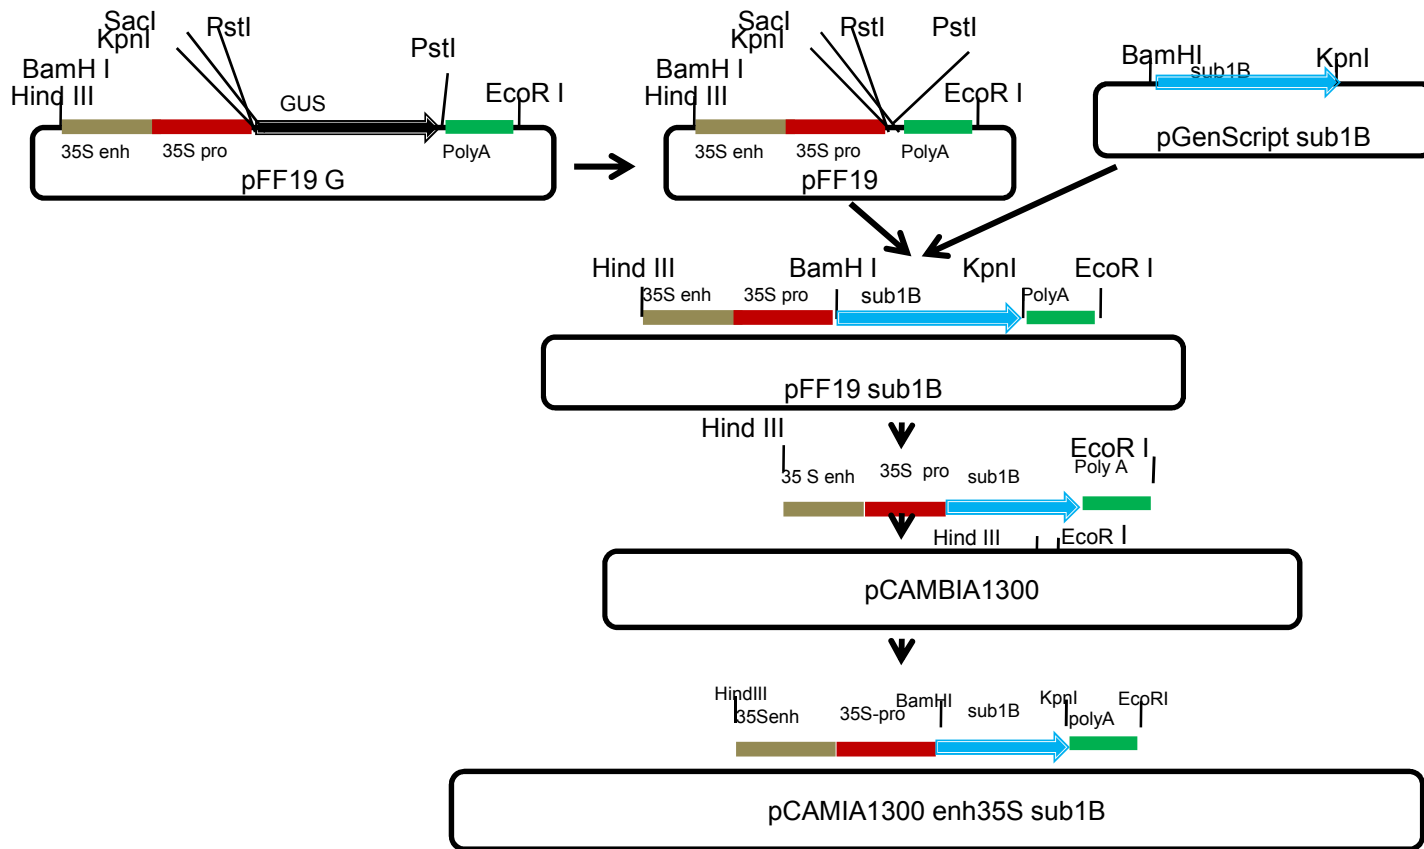 SacI
KpnI
RstI
PstI
BamH I
Hind III
GUS
EcoR I
35S enh
35S pro
PolyA
pFF19 G
SacI
KpnI
RstI
PstI
BamH I
Hind III
EcoR I
35S enh
35S pro
PolyA
pFF19
BamHI
sub1B
KpnI
pGenScript sub1B
Hind III
BamH I
KpnI
EcoR I
35S enh
35S pro
sub1B
PolyA
pFF19 sub1B
Hind III
EcoR I
35 S enh
35S pro
sub1B
Poly A
Hind III
EcoR I
pCAMBIA1300
HindIII
BamHI
KpnI
EcoRI
35Senh
35S-pro
sub1B
polyA
pCAMIA1300 enh35S sub1B